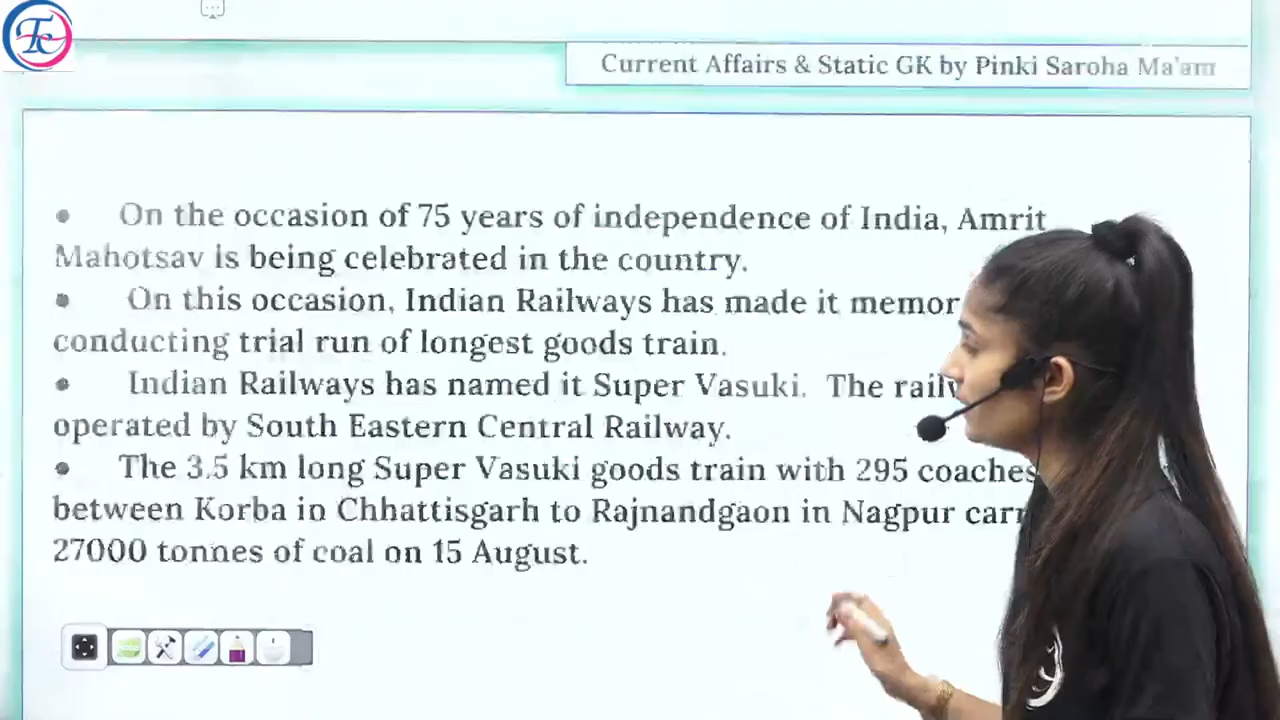 Tc
Current Affairs & Static GK by Pinki Saroha Ma'am
• On the occasion of 75 years of independence of India, Amrit
Mahotsav is being celebrated in the country.
• On this occasion, Indian Railways has made it
conducting trial run of longest goods train.
• Indian Railways has named it Super Vasuki. The
operated by South Eastern Central Railway.
• The 3.5 km long Super Vasuki goods train with 295 coaches
between Korba in Chhattisgarh to Rajnandgaon in Nagpur
27000 tonnes of coal on 15 August.